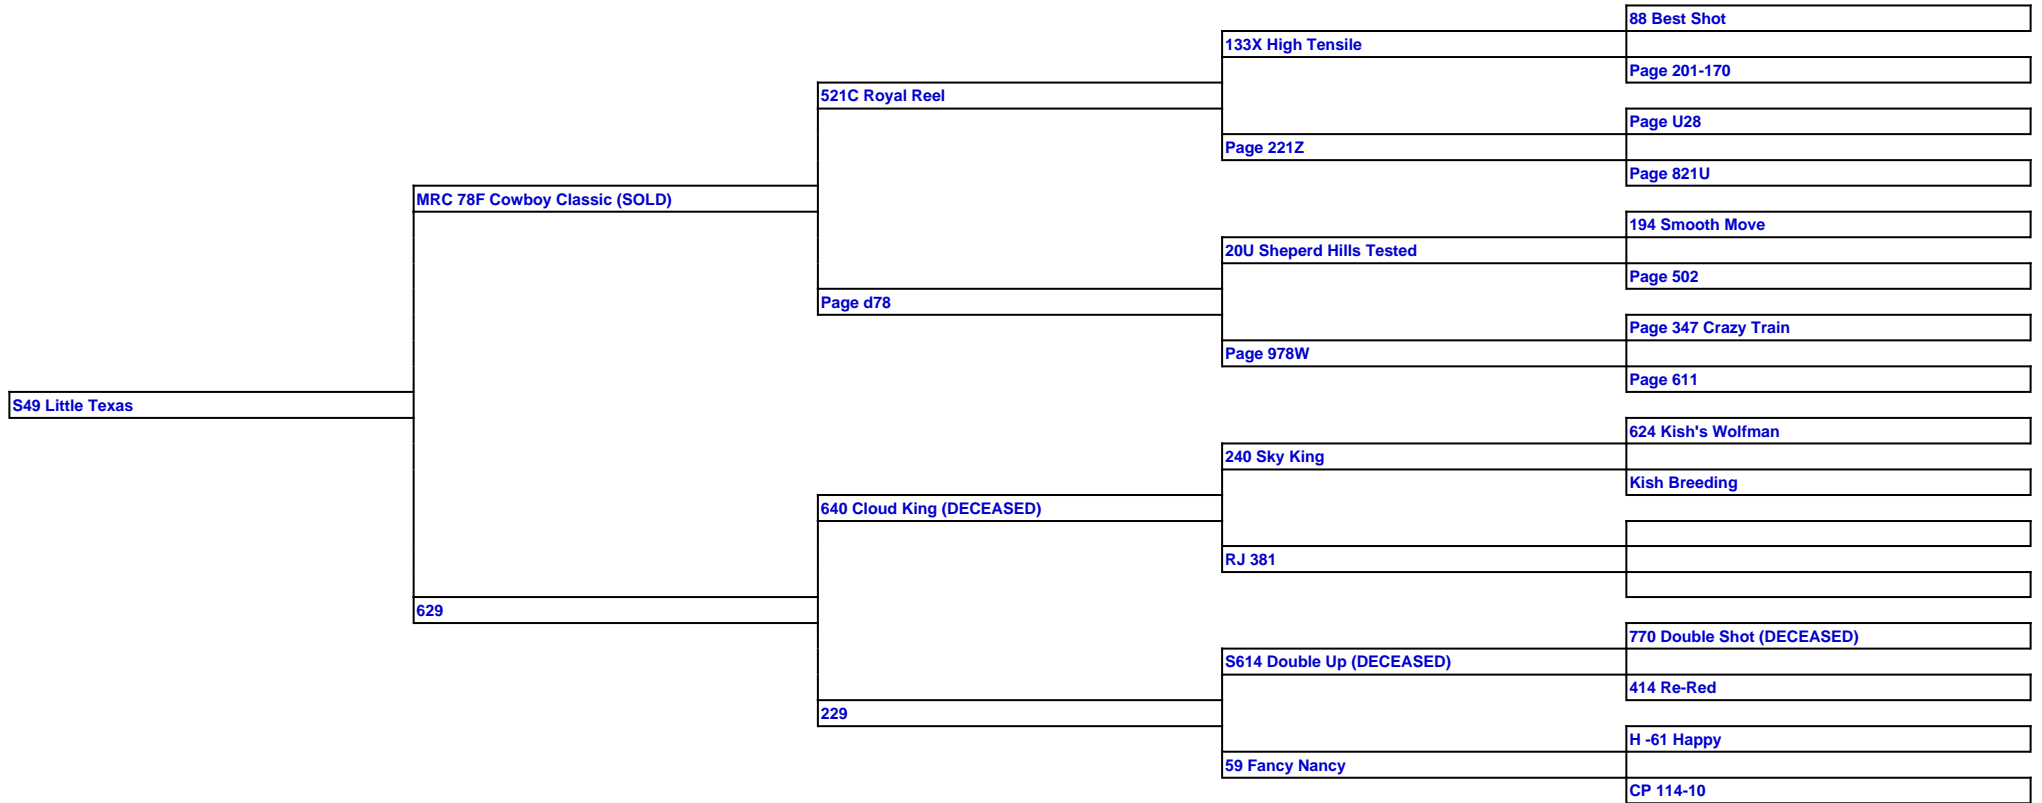 88 Best Shot
133X High Tensile
Page 201-170
521C Royal Reel
Page U28
Page 221Z
Page 821U
MRC 78F Cowboy Classic (SOLD)
194 Smooth Move
20U Sheperd Hills Tested
Page 502
Page d78
Page 347 Crazy Train
Page 978W
Page 611
S49 Little Texas
624 Kish's Wolfman
240 Sky King
Kish Breeding
640 Cloud King (DECEASED)
RJ 381
629
770 Double Shot (DECEASED)
S614 Double Up (DECEASED)
414 Re-Red
229
H -61 Happy
59 Fancy Nancy
CP 114-10